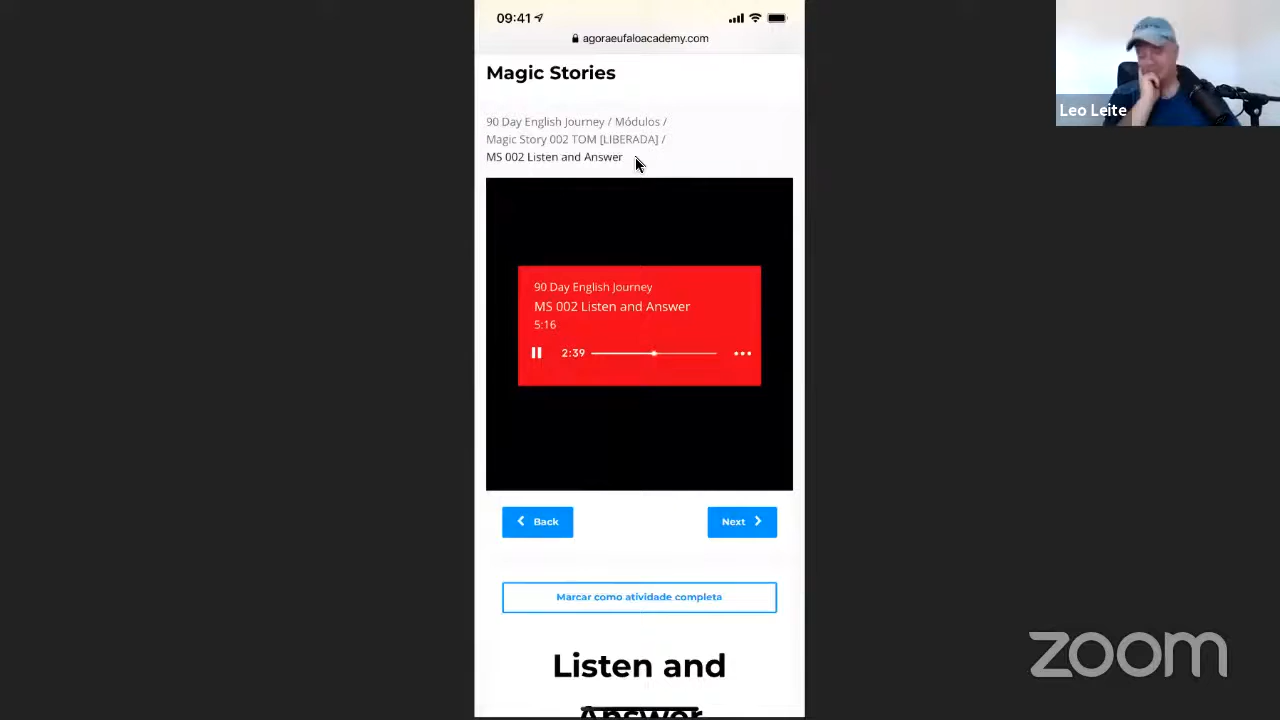 09:41
agoraeufaloacademy.com
Magic Stories
90 Day English Journey / Módulos /
Magic Story 002 TOM [LIBERADA] /
MS 002 Listen and Answer
90 Day English Journey
MS 002 Listen and Answer
5:16
2:39
Back
Next
Marcar como atividade completa
Listen and
Answer
Leo Leite
zoom